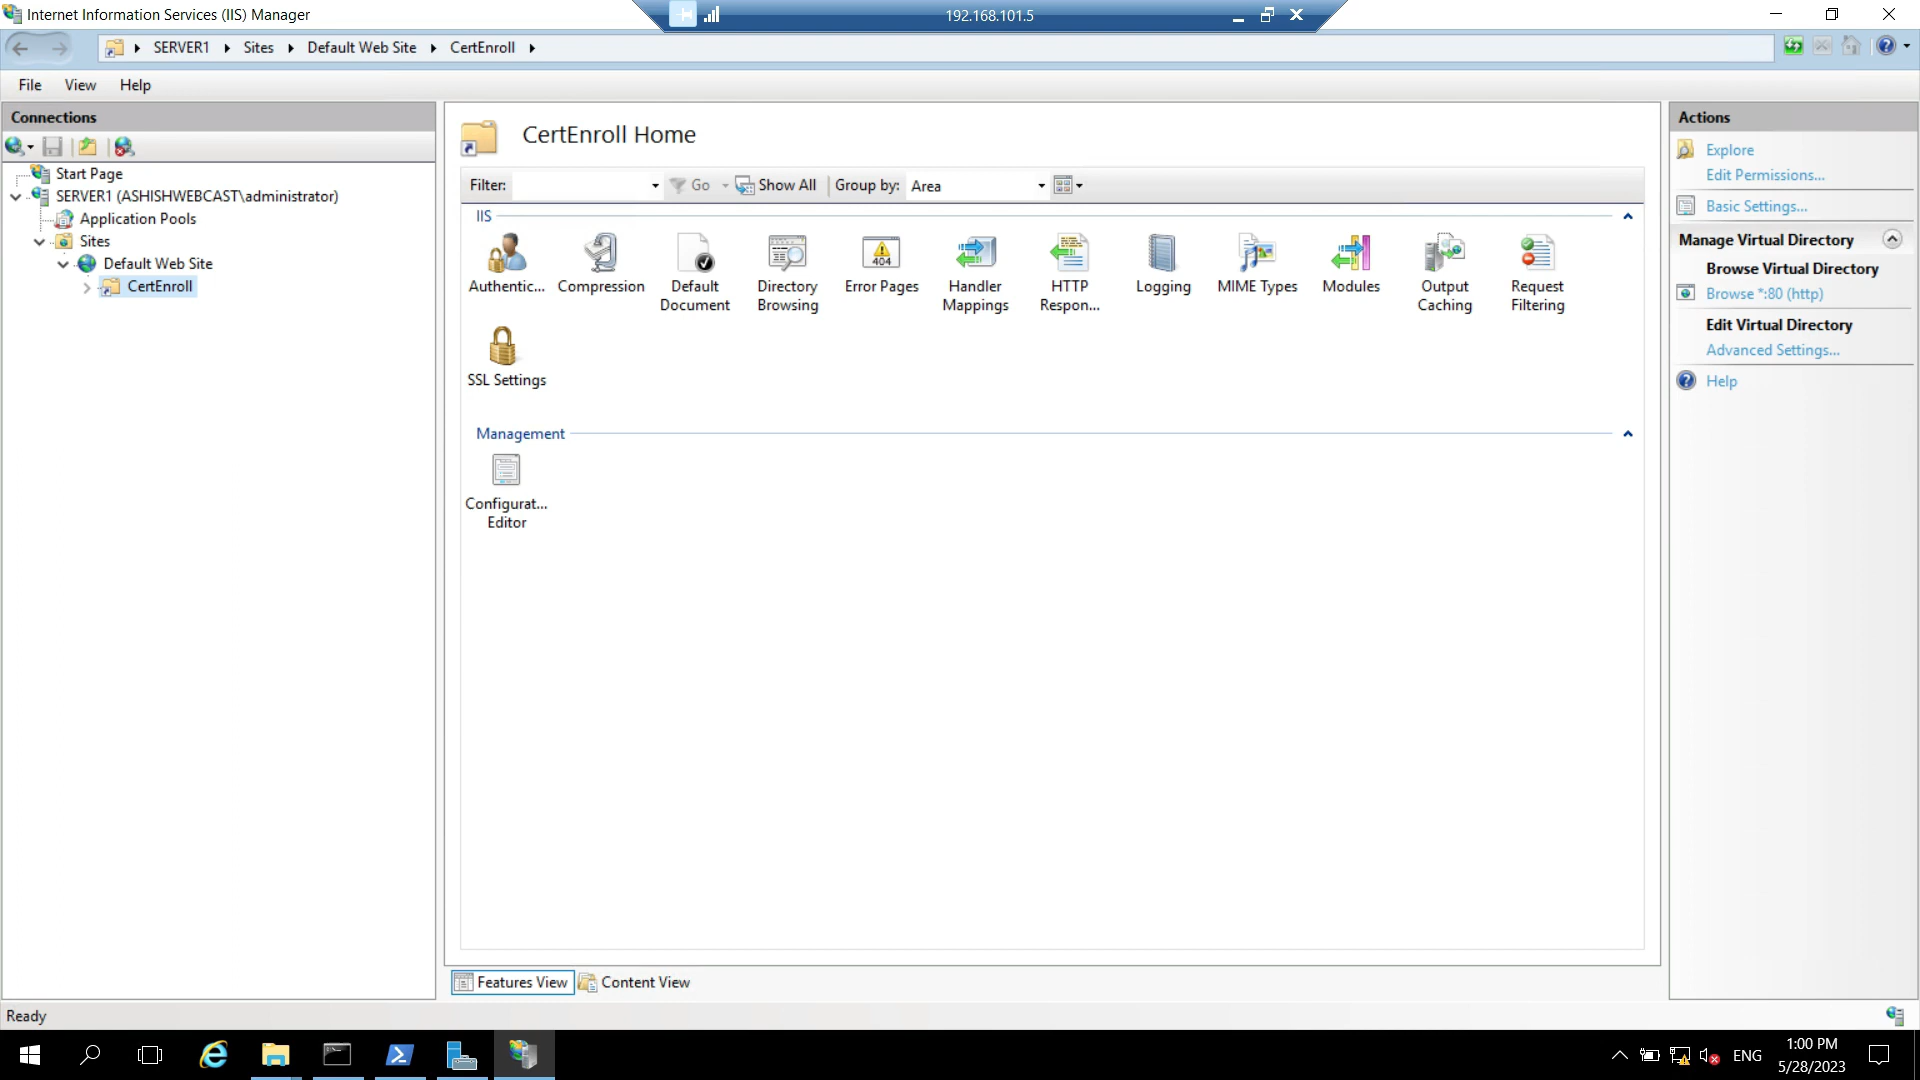 Internet Information Services (IIS) Manager
192.168.101.5
SERVER1 Sites Default Web Site CertEnroll
File View Help
Connections
Start Page
SERVER1 (ASHISHWEBCAST\administrator)
Application Pools
Sites
Default Web Site
CertEnroll
CertEnroll Home
Filter: Go Show All Group by: Area
IIS
Authentic... Compression Default Document Directory Browsing Error Pages Handler Mappings HTTP Respon... Logging MIME Types Modules Output Caching Request Filtering
404
SSL Settings
Management
Configurat... Editor
Features View Content View
Actions
Explore
Edit Permissions...
Basic Settings...
Manage Virtual Directory
Browse Virtual Directory
Browse *:80 (http)
Edit Virtual Directory
Advanced Settings...
Help
Ready
ENG
1:00 PM
5/28/2023